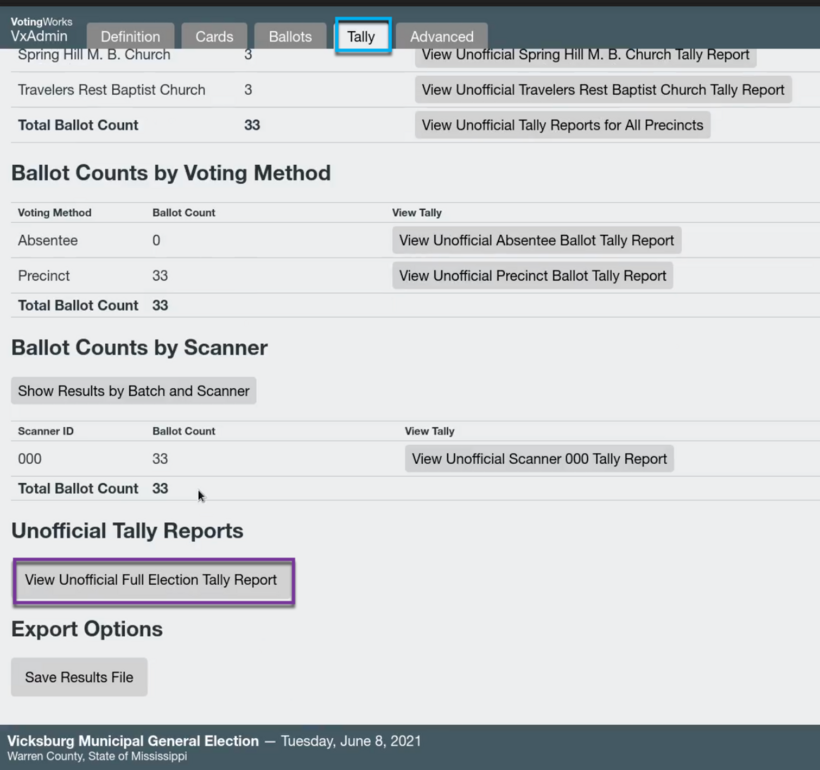 VotingWorks
VxAdmin Definition Cards Ballots Tally Advanced
Spring Hill M. B. Church 3 View Unofficial Spring Hill M. B. Church Tally Report
Travelers Rest Baptist Church 3 View Unofficial Travelers Rest Baptist Church Tally Report
Total Ballot Count 33 View Unofficial Tally Reports for All Precincts
Ballot Counts by Voting Method
Voting Method Ballot Count View Tally
Absentee 0 View Unofficial Absentee Ballot Tally Report
Precinct 33 View Unofficial Precinct Ballot Tally Report
Total Ballot Count 33
Ballot Counts by Scanner
Show Results by Batch and Scanner
Scanner ID Ballot Count View Tally
000 33 View Unofficial Scanner 000 Tally Report
Total Ballot Count 33
Unofficial Tally Reports
View Unofficial Full Election Tally Report
Export Options
Save Results File
Vicksburg Municipal General Election — Tuesday, June 8, 2021
Warren County, State of Mississippi